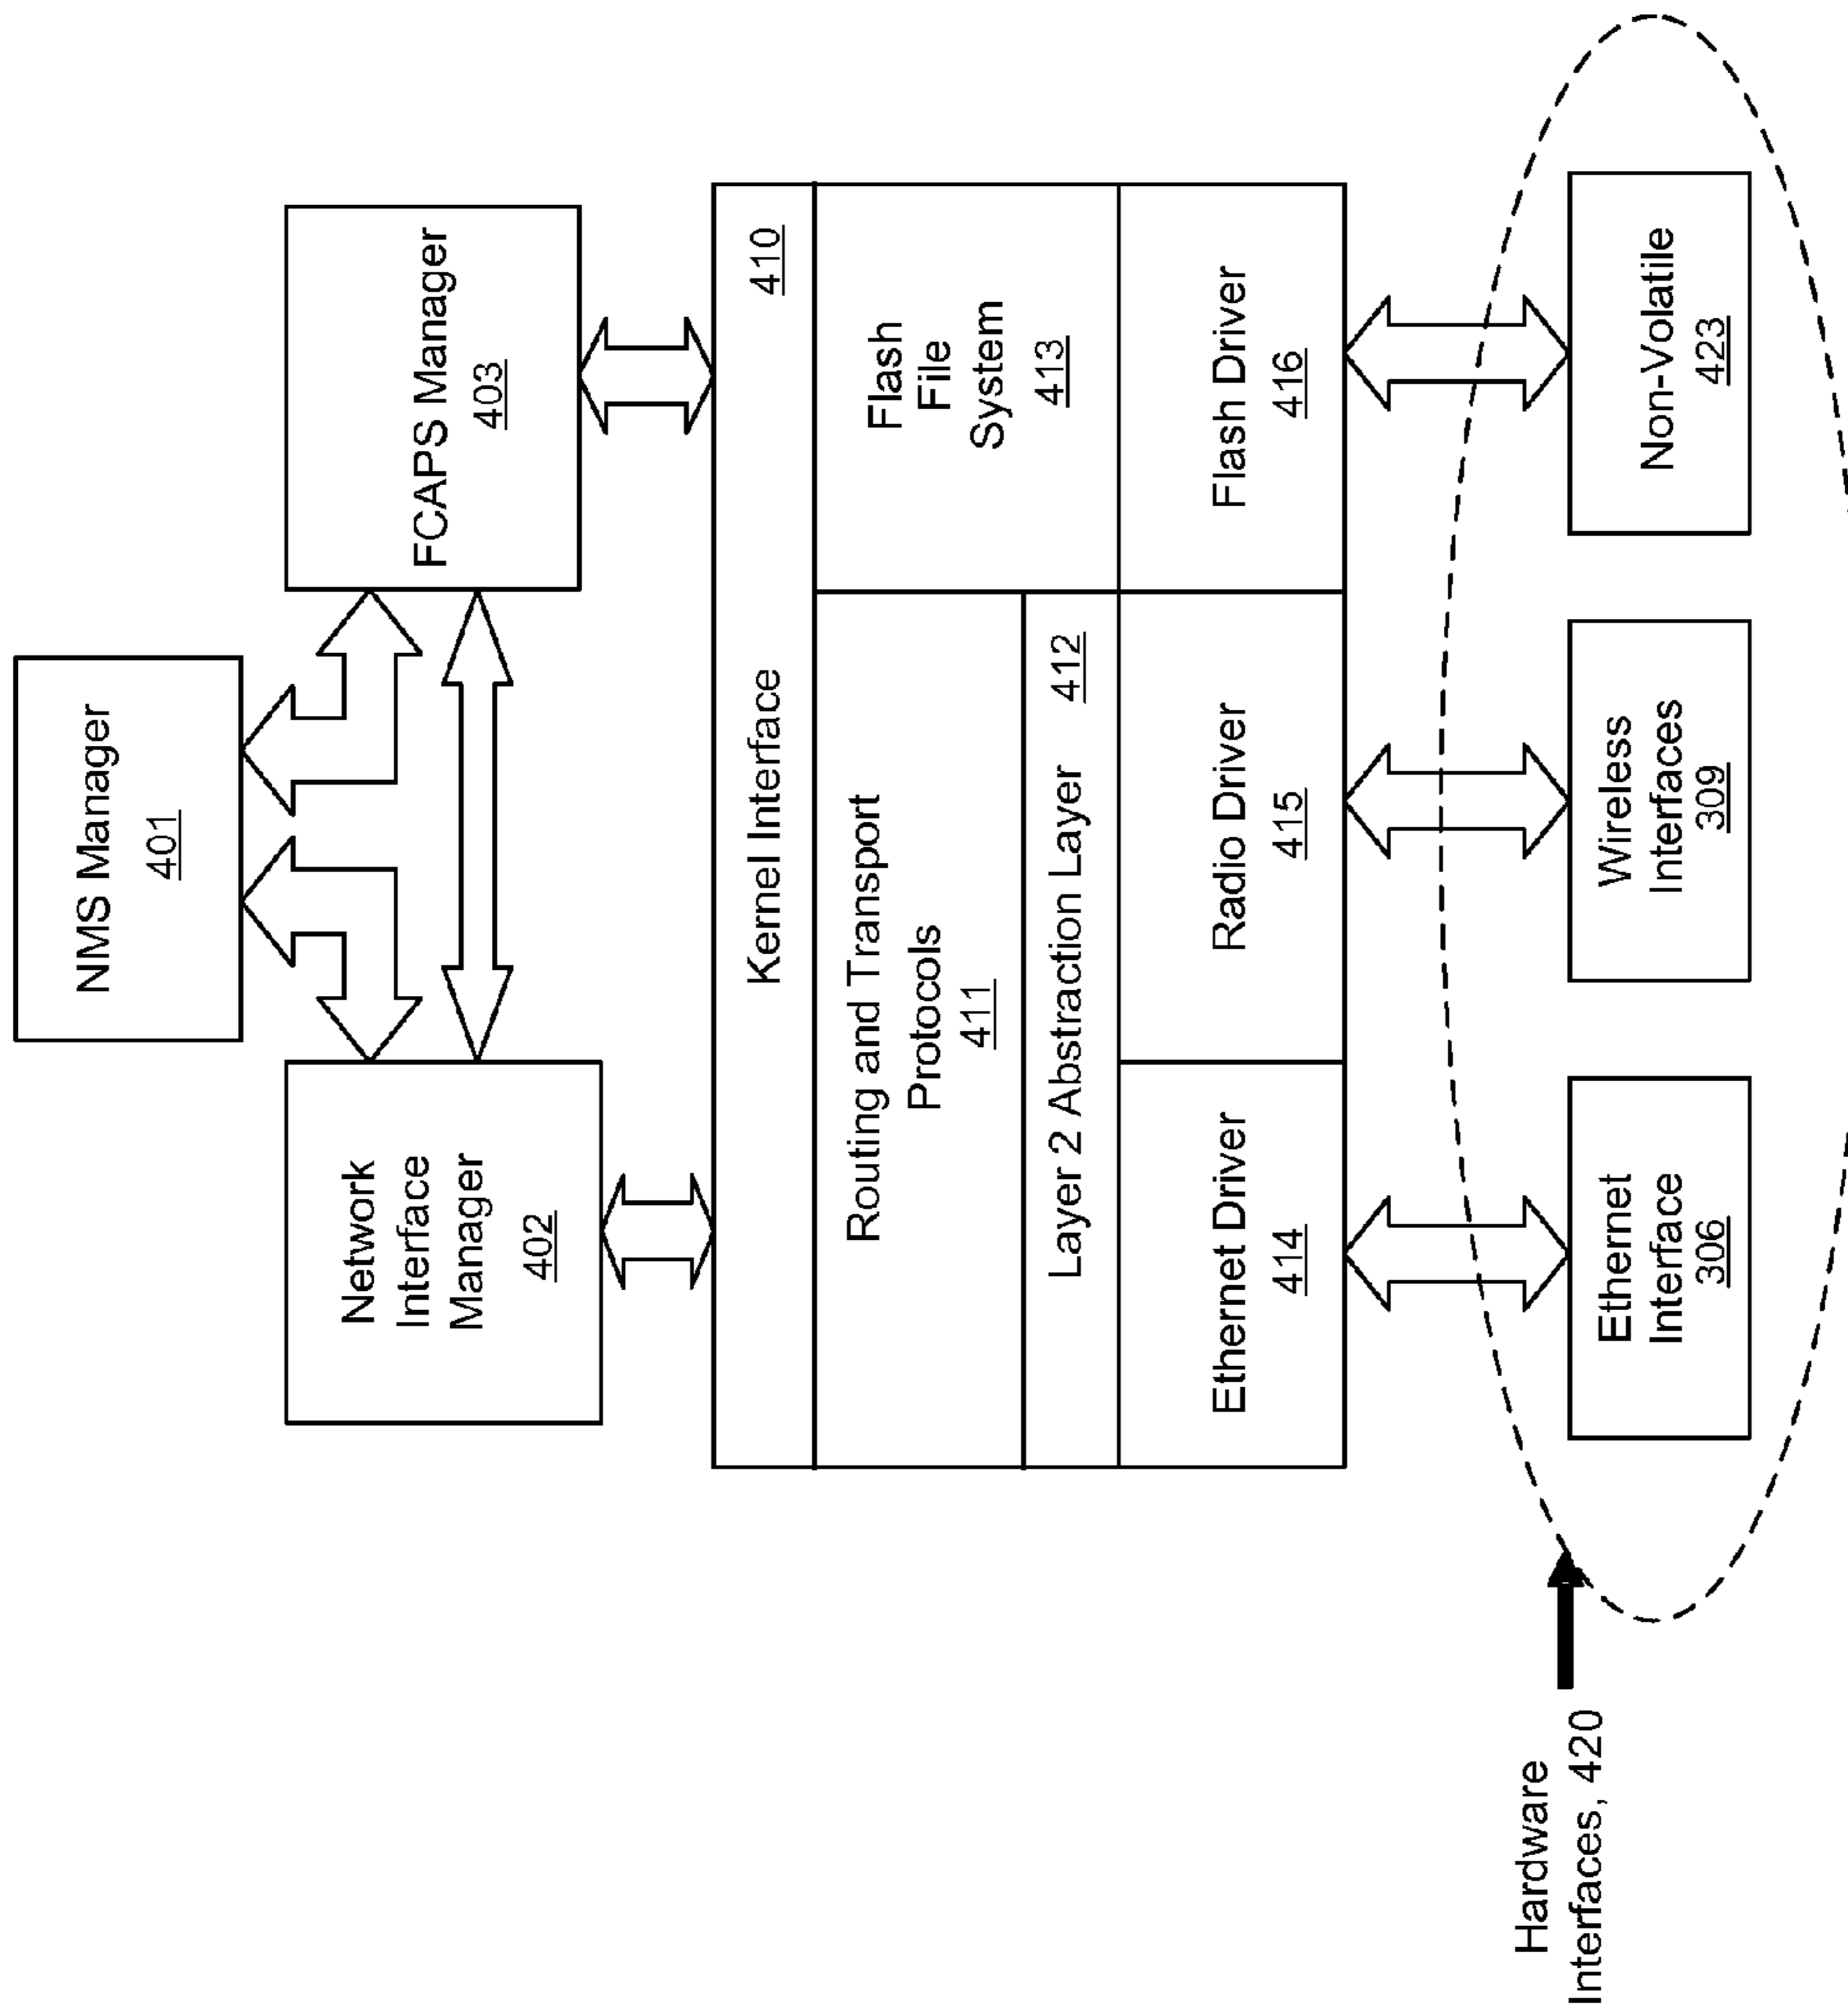 NMS Manager
401
Network
Interface
Manager
402
FCAPS Manager
403
Kernel Interface
410
Routing and Transport
Protocols
411
Flash
File
System
413
Layer 2 Abstraction Layer
412
Ethernet Driver
414
Radio Driver
415
Flash Driver
416
Hardware
Interfaces, 420
Ethernet
Interface
306
Wireless
Interfaces
309
Non-Volatile
423